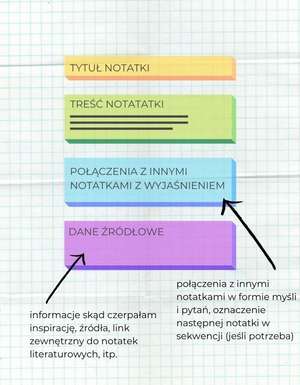 TYTUŁ NOTATKI
TREŚĆ NOTATATKI
POŁĄCZENIA Z INNYMI
NOTATKAMI Z WYJAŚNIENIEM
DANE ŹRÓDŁOWE
informacje skąd czerpałam
inspirację, źródła, link
zewnętrzny do notatek
literaturowych, itp.
połączenia z innymi
notatkami w formie myśli
i pytań, oznaczenie
następnej notatki w
sekwencji (jeśli potrzeba)